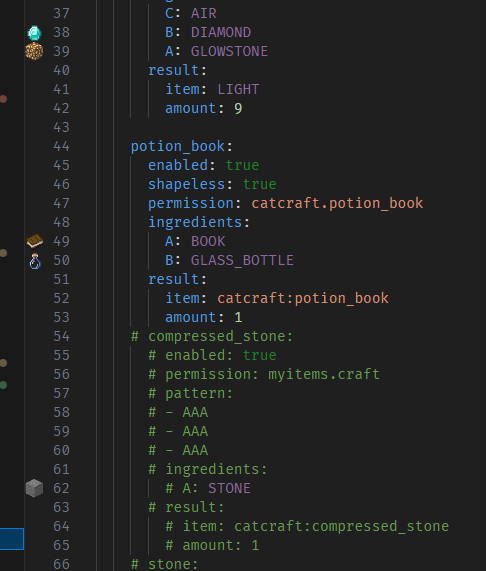 37 C: AIR
38 B: DIAMOND
39 A: GLOWSTONE
40 result:
41 item: LIGHT
42 amount: 9
43
44 potion_book:
45 enabled: true
46 shapeless: true
47 permission: catcraft.potion_book
48 ingredients:
49 A: BOOK
50 B: GLASS_BOTTLE
51 result:
52 item: catcraft:potion_book
53 amount: 1
54 # compressed_stone:
55 # enabled: true
56 # permission: myitems.craft
57 # pattern:
58 # - AAA
59 # - AAA
60 # - AAA
61 # ingredients:
62 # A: STONE
63 # result:
64 # item: catcraft:compressed_stone
65 # amount: 1
66 # stone: